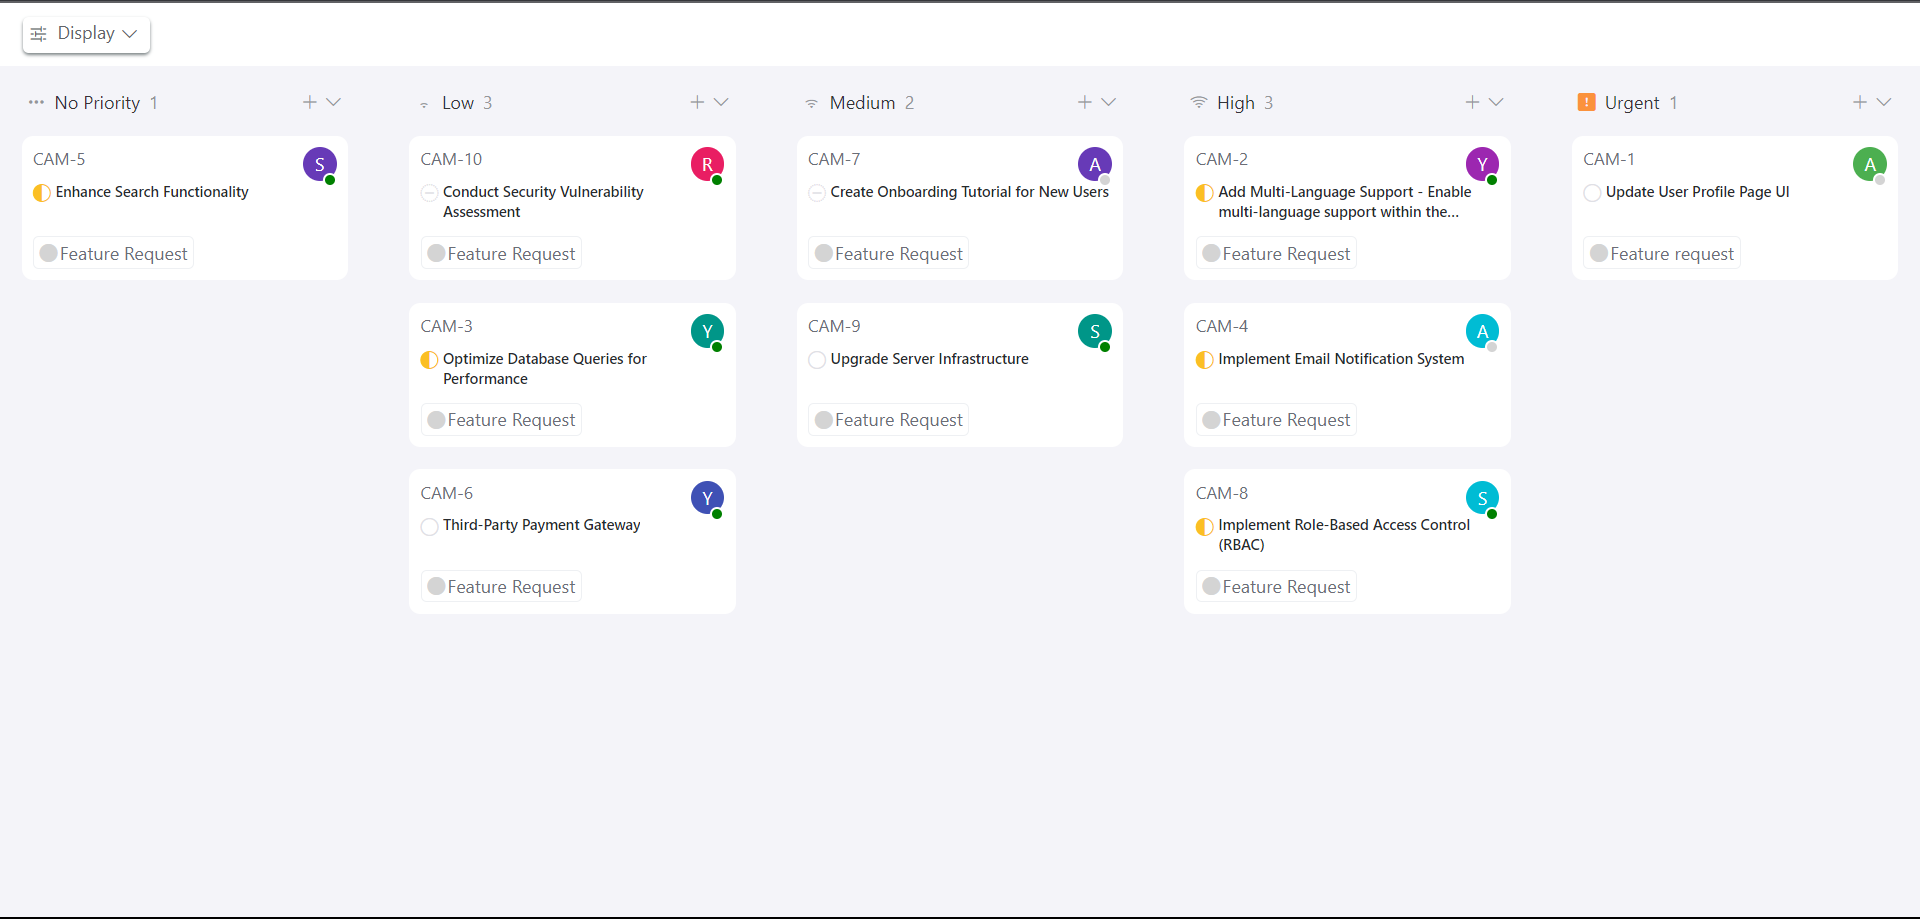 Display
No Priority 1
CAM-5
S
Enhance Search Functionality
Feature Request
Low 3
CAM-10
R
Conduct Security Vulnerability
Assessment
Feature Request
CAM-3
Y
Optimize Database Queries for
Performance
Feature Request
CAM-6
Y
Third-Party Payment Gateway
Feature Request
Medium 2
CAM-7
A
Create Onboarding Tutorial for New Users
Feature Request
CAM-9
S
Upgrade Server Infrastructure
Feature Request
High 3
CAM-2
Y
Add Multi-Language Support - Enable
multi-language support within the...
Feature Request
CAM-4
A
Implement Email Notification System
Feature Request
CAM-8
S
Implement Role-Based Access Control
(RBAC)
Feature Request
! Urgent 1
CAM-1
A
Update User Profile Page UI
Feature request